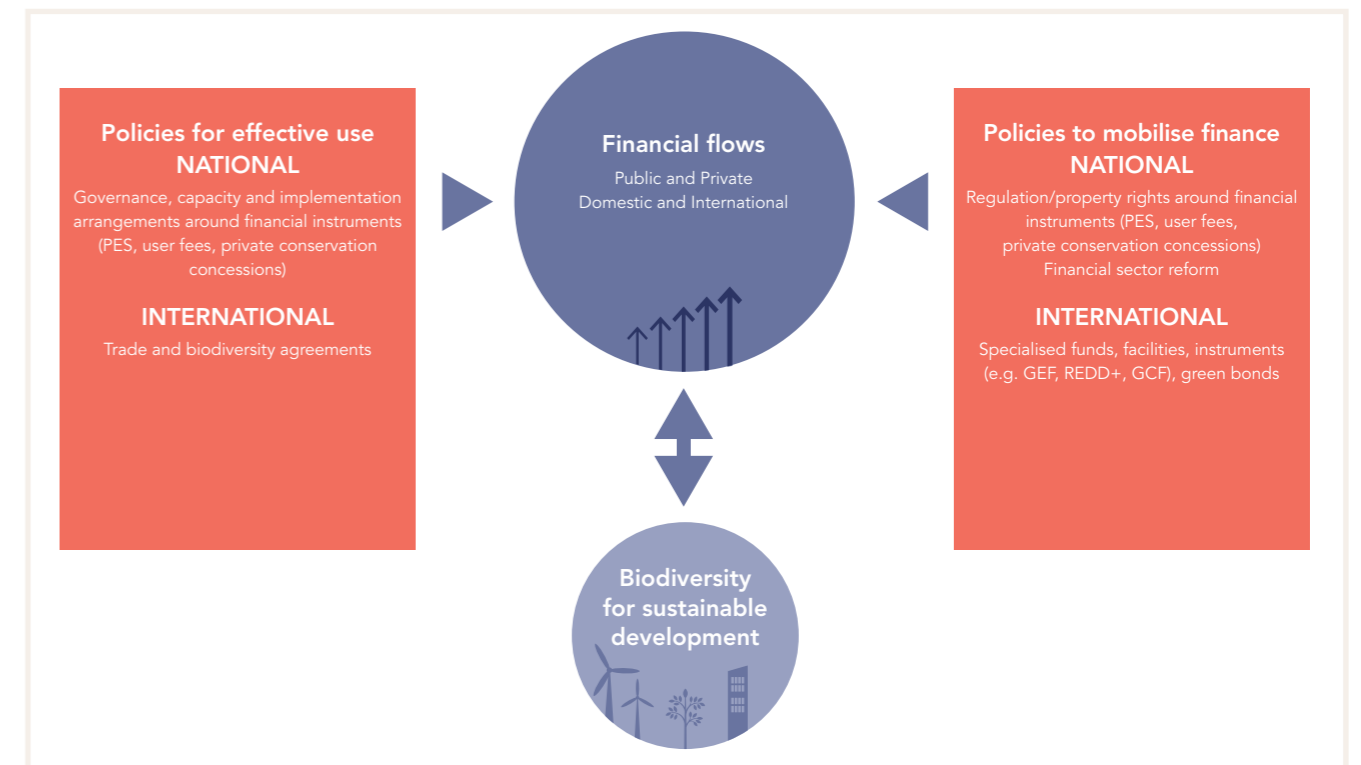 Policies for effective use
NATIONAL
Governance, capacity and implementation
arrangements around financial instruments
(PES, user fees, private conservation
concessions)
INTERNATIONAL
Trade and biodiversity agreements
Financial flows
Public and Private
Domestic and International
Policies to mobilise finance
NATIONAL
Regulation/property rights around financial
instruments (PES, user fees,
private conservation concessions)
Financial sector reform
INTERNATIONAL
Specialised funds, facilities, instruments
(e.g. GEF, REDD+, GCF), green bonds
Biodiversity
for sustainable
development